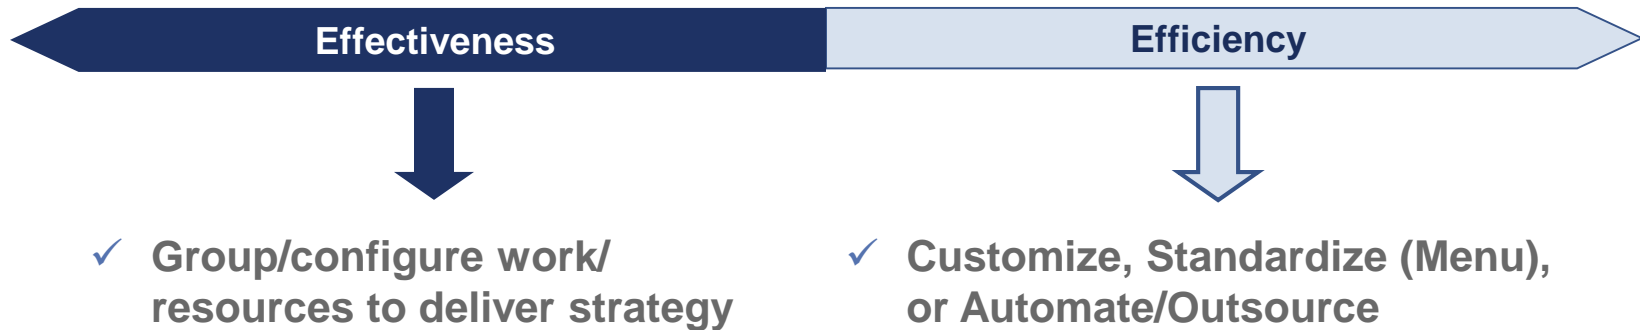 Effectiveness
Efficiency
✓ Group/configure work/
resources to deliver strategy
✓ Customize, Standardize (Menu),
or Automate/Outsource